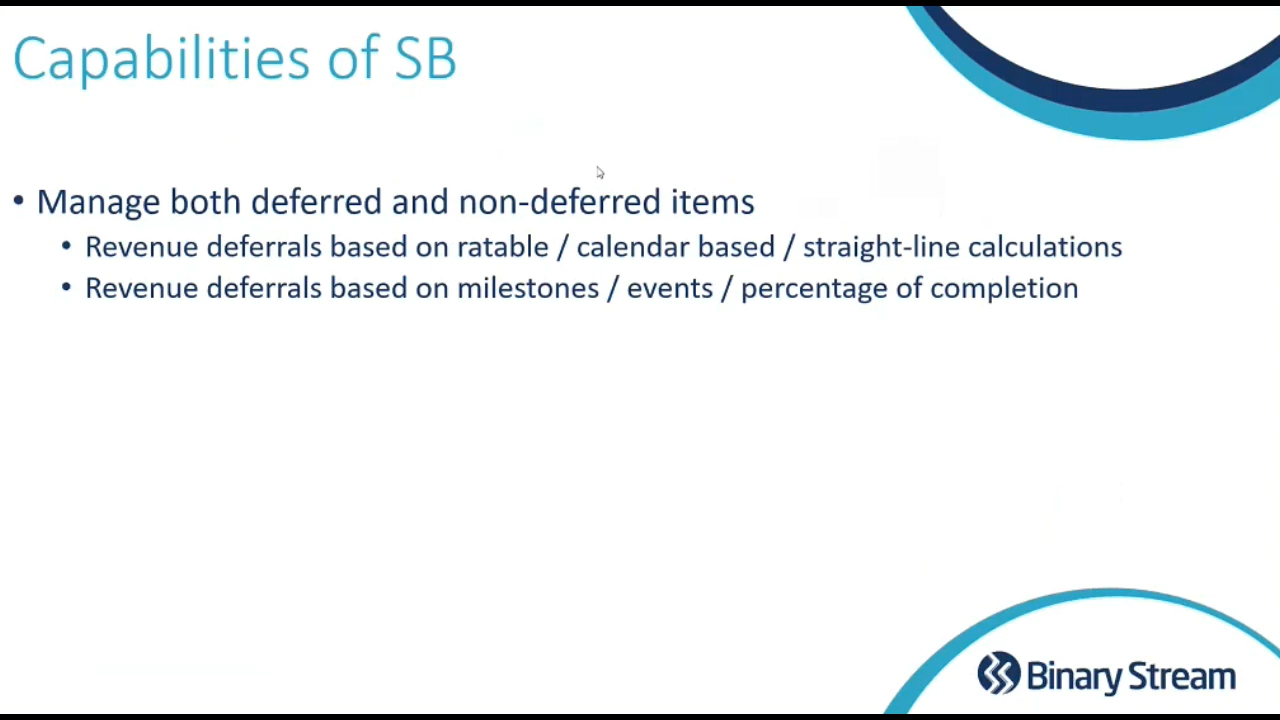 Capabilities of SB
• Manage both deferred and non-deferred items
• Revenue deferrals based on ratable / calendar based / straight-line calculations
• Revenue deferrals based on milestones / events / percentage of completion
Binary Stream